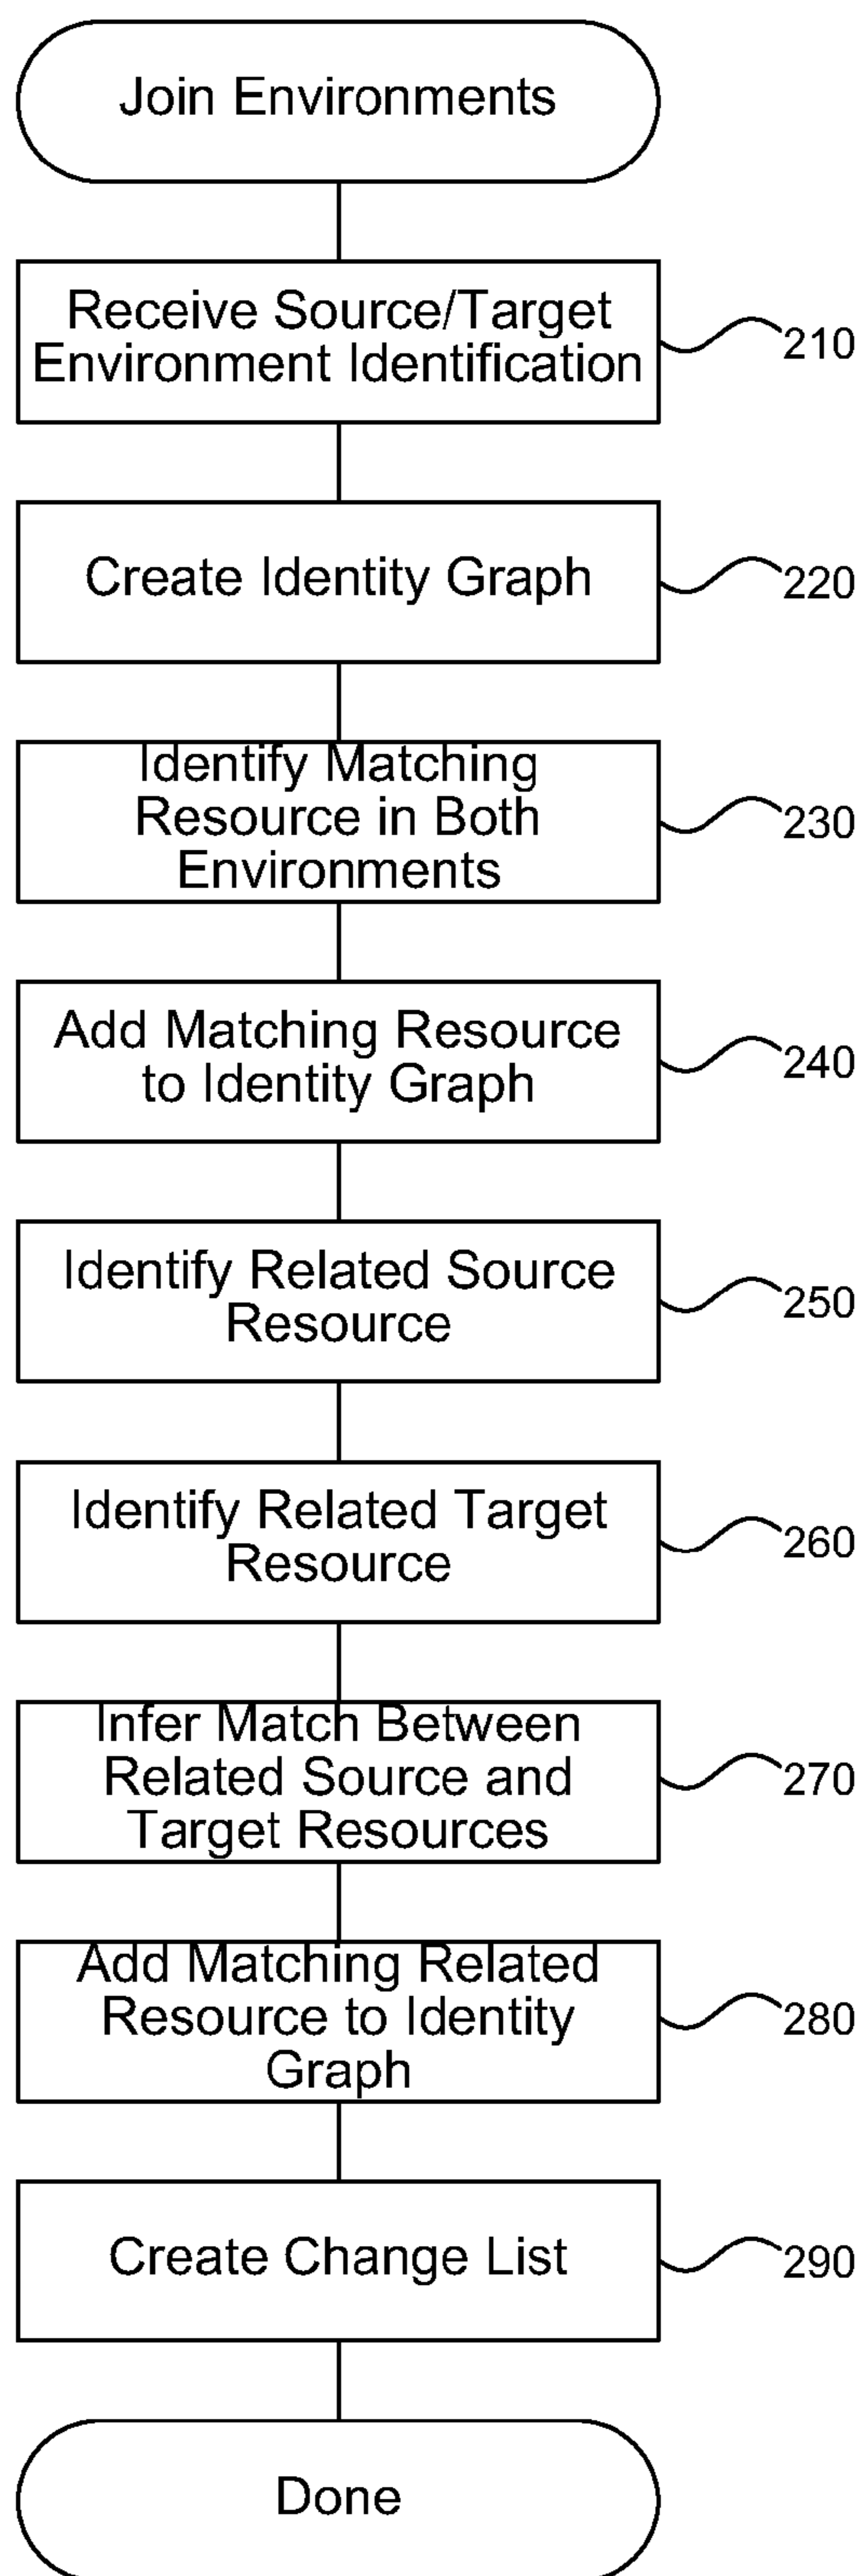 Join Environments
Receive Source/Target
Environment Identification
210
Create Identity Graph
220
Identify Matching
Resource in Both
Environments
230
Add Matching Resource
to Identity Graph
240
Identify Related Source
Resource
250
Identify Related Target
Resource
260
Infer Match Between
Related Source and
Target Resources
270
Add Matching Related
Resource to Identity
Graph
280
Create Change List
290
Done